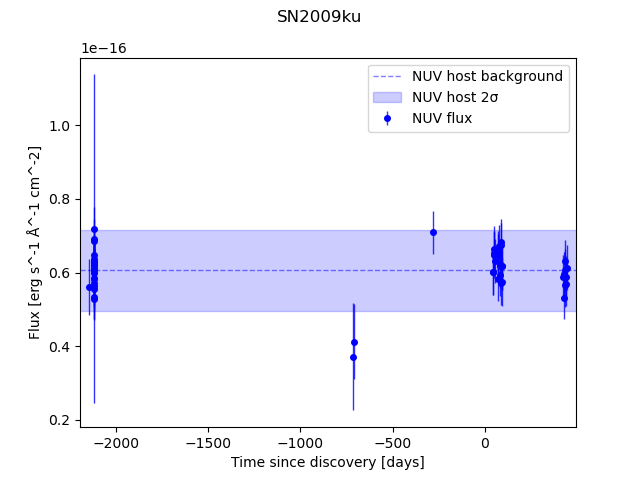 SN2009ku
1e−16
NUV host background
NUV host 2σ
NUV flux
1.0
0.8
0.6
0.4
0.2
Flux [erg s^-1 Å^-1 cm^-2]
−2000
−1500
−1000
−500
0
Time since discovery [days]